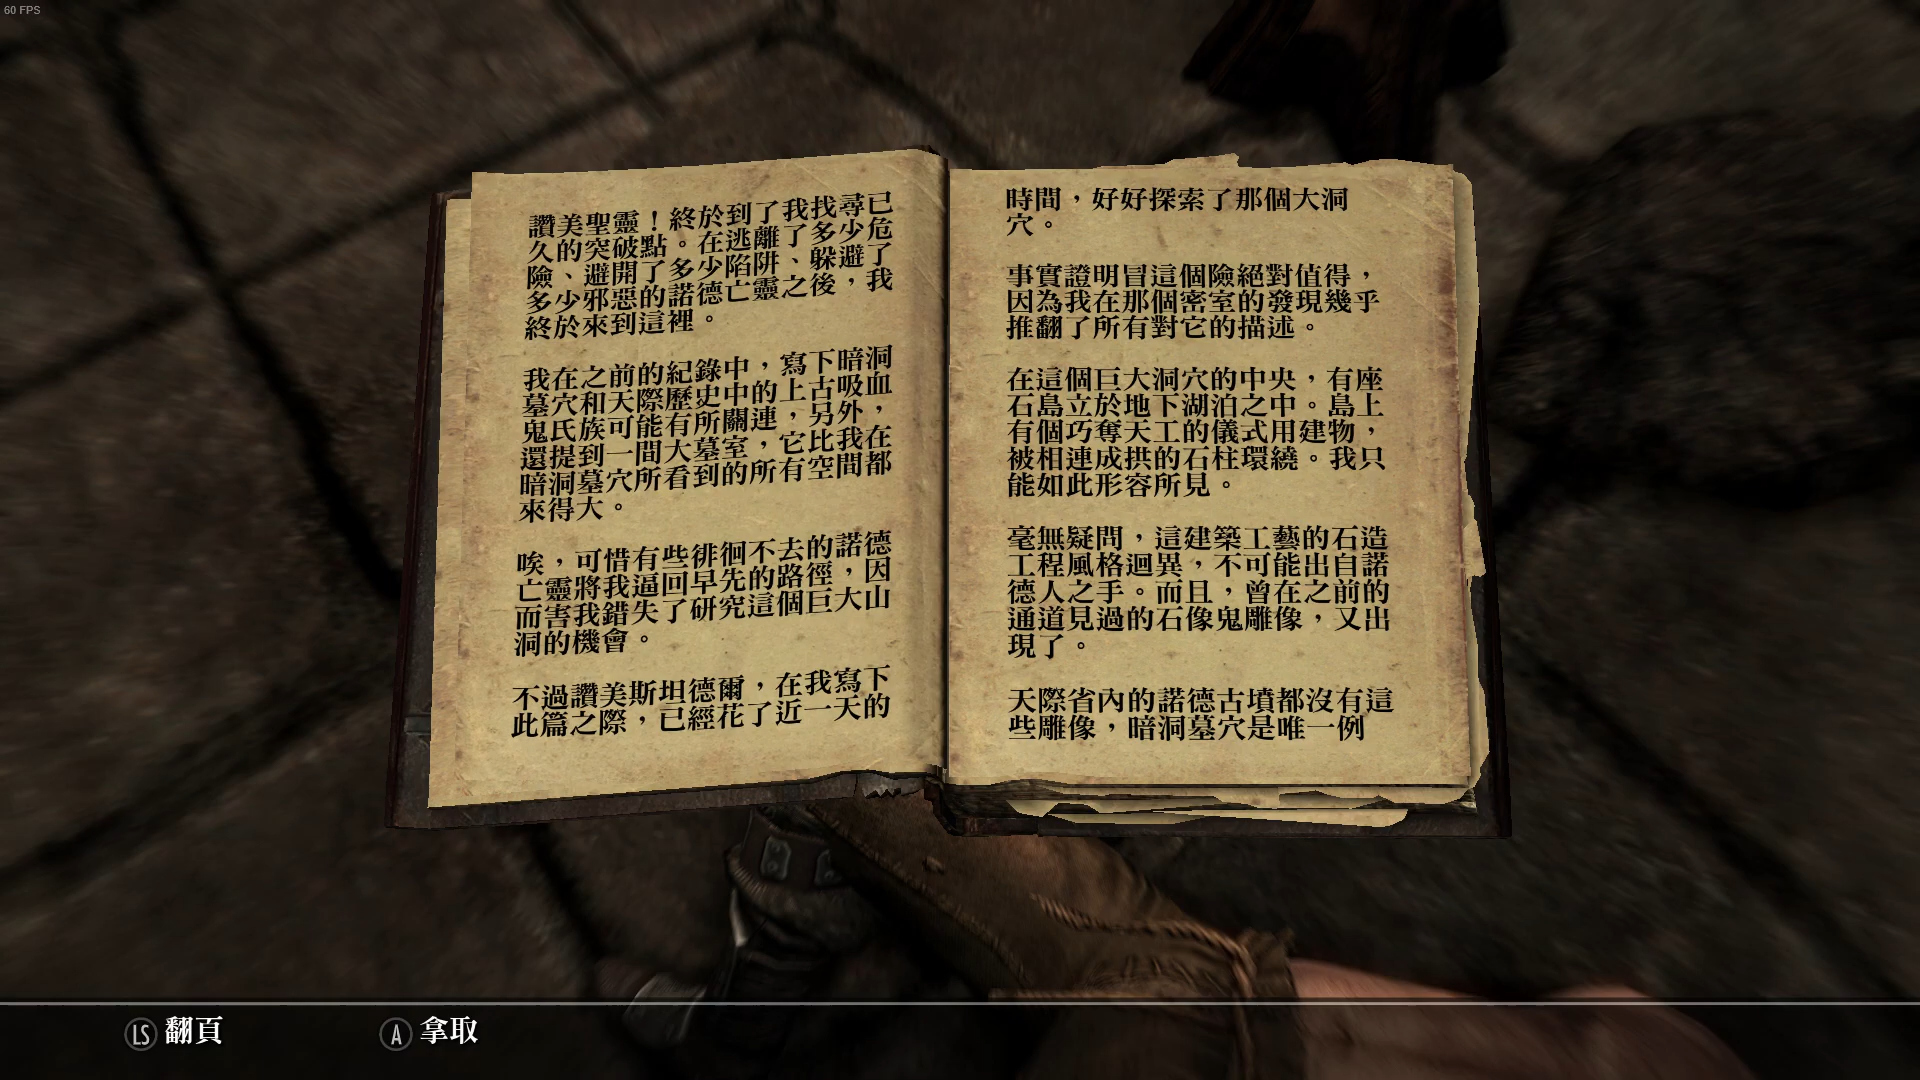 60 FPS
讚美聖靈！終於到了我找尋已
久的突破點。在逃離了多少危
險、避開了多少陷阱、躲避了
多少邪惡的諾德亡靈之後，我
終於來到這裡。
我在之前的紀錄中，寫下暗洞
墓穴和天際歷史中的上古吸血
鬼氏族可能有所關連，另外，
還提到一間大墓室，它比我在
暗洞墓穴所看到的所有空間都
來得大。
唉，可惜有些徘徊不去的諾德
亡靈將我逼回早先的路徑，因
而害我錯失了研究這個巨大山
洞的機會。
不過讚美斯坦德爾，在我寫下
此篇之際，已經花了近一天的
時間，好好探索了那個大洞
穴。
事實證明冒這個險絕對值得，
因為我在那個密室的發現幾乎
推翻了所有對它的描述。
在這個巨大洞穴的中央，有座
石島立於地下湖泊之中。島上
有個巧奪天工的儀式用建物，
被相連成拱的石柱環繞。我只
能如此形容所見。
毫無疑問，這建築工藝的石造
工程風格迴異，不可能出自諾
德人之手。而且，曾在之前的
通道見過的石像鬼雕像，又出
現了。
天際省內的諾德古墳都沒有這
些雕像，暗洞墓穴是唯一例
LS 翻頁
A 拿取